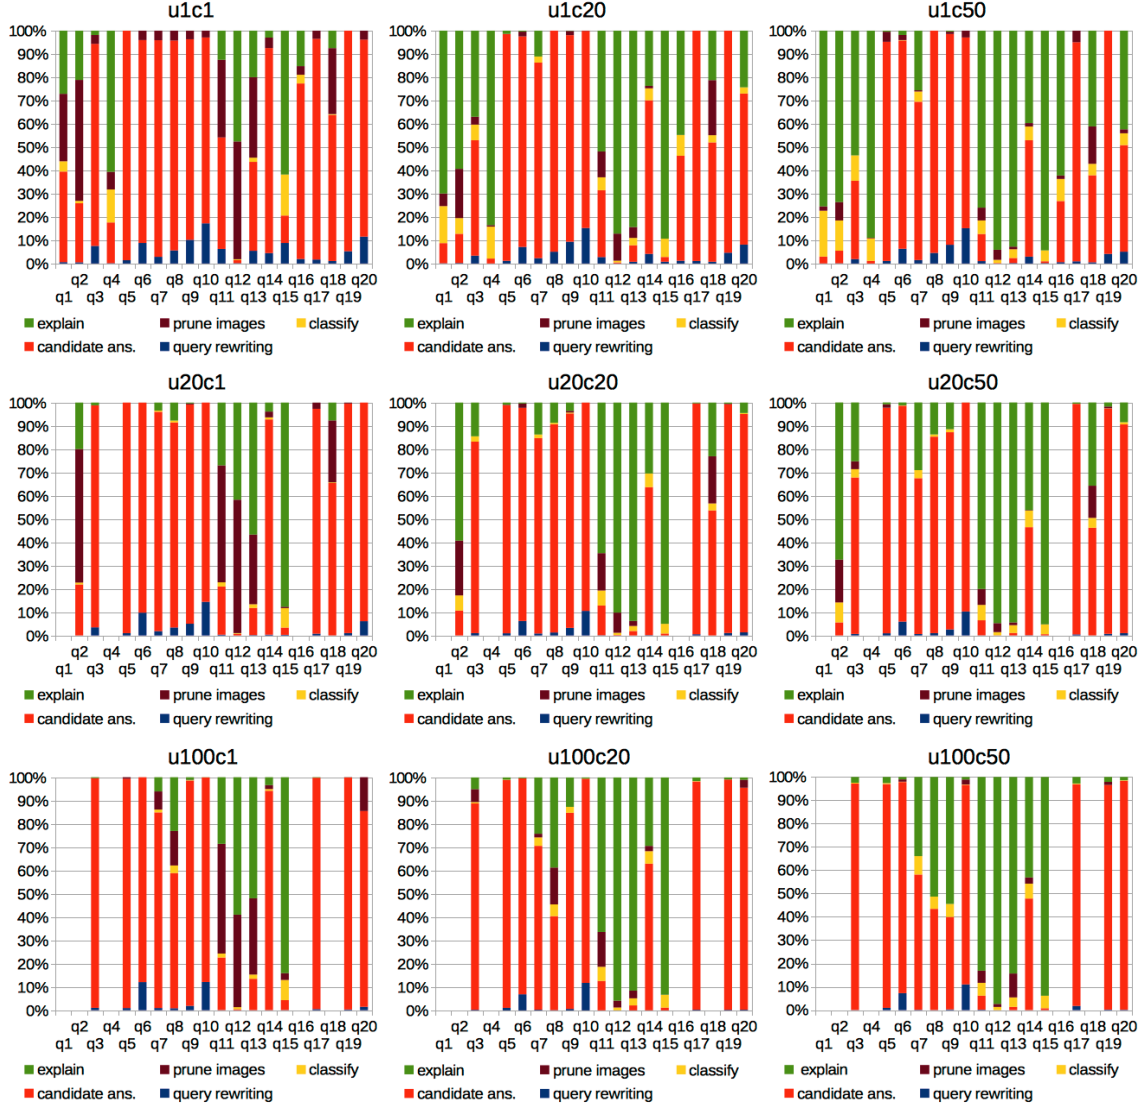 u1c1 u1c20 u1c50
100% 100% 100%
90% 90% 90%
80% 80% 80%
70% 70% 70%
60% 60% 60%
50% 50% 50%
40% 40% 40%
30% 30% 30%
20% 20% 20%
10% 10% 10%
0% 0% 0%
q2 q4 q6 q8 q10 q12 q14 q16 q18 q20 q2 q4 q6 q8 q10 q12 q14 q16 q18 q20 q2 q4 q6 q8 q10 q12 q14 q16 q18 q20
q1 q3 q5 q7 q9 q11 q13 q15 q17 q19 q1 q3 q5 q7 q9 q11 q13 q15 q17 q19 q1 q3 q5 q7 q9 q11 q13 q15 q17 q19
explain prune images classify explain prune images classify explain prune images classify
candidate ans. query rewriting candidate ans. query rewriting candidate ans. query rewriting
u20c1 u20c20 u20c50
100% 100% 100%
90% 90% 90%
80% 80% 80%
70% 70% 70%
60% 60% 60%
50% 50% 50%
40% 40% 40%
30% 30% 30%
20% 20% 20%
10% 10% 10%
0% 0% 0%
q2 q4 q6 q8 q10 q12 q14 q16 q18 q20 q2 q4 q6 q8 q10 q12 q14 q16 q18 q20 q2 q4 q6 q8 q10 q12 q14 q16 q18 q20
q1 q3 q5 q7 q9 q11 q13 q15 q17 q19 q1 q3 q5 q7 q9 q11 q13 q15 q17 q19 q1 q3 q5 q7 q9 q11 q13 q15 q17 q19
explain prune images classify explain prune images classify explain prune images classify
candidate ans. query rewriting candidate ans. query rewriting candidate ans. query rewriting
u100c1 u100c20 u100c50
100% 100% 100%
90% 90% 90%
80% 80% 80%
70% 70% 70%
60% 60% 60%
50% 50% 50%
40% 40% 40%
30% 30% 30%
20% 20% 20%
10% 10% 10%
0% 0% 0%
q2 q4 q6 q8 q10 q12 q14 q16 q18 q20 q2 q4 q6 q8 q10 q12 q14 q16 q18 q20 q2 q4 q6 q8 q10 q12 q14 q16 q18 q20
q1 q3 q5 q7 q9 q11 q13 q15 q17 q19 q1 q3 q5 q7 q9 q11 q13 q15 q17 q19 q1 q3 q5 q7 q9 q11 q13 q15 q17 q19
explain prune images classify explain prune images classify explain prune images classify
candidate ans. query rewriting candidate ans. query rewriting candidate ans. query rewriting